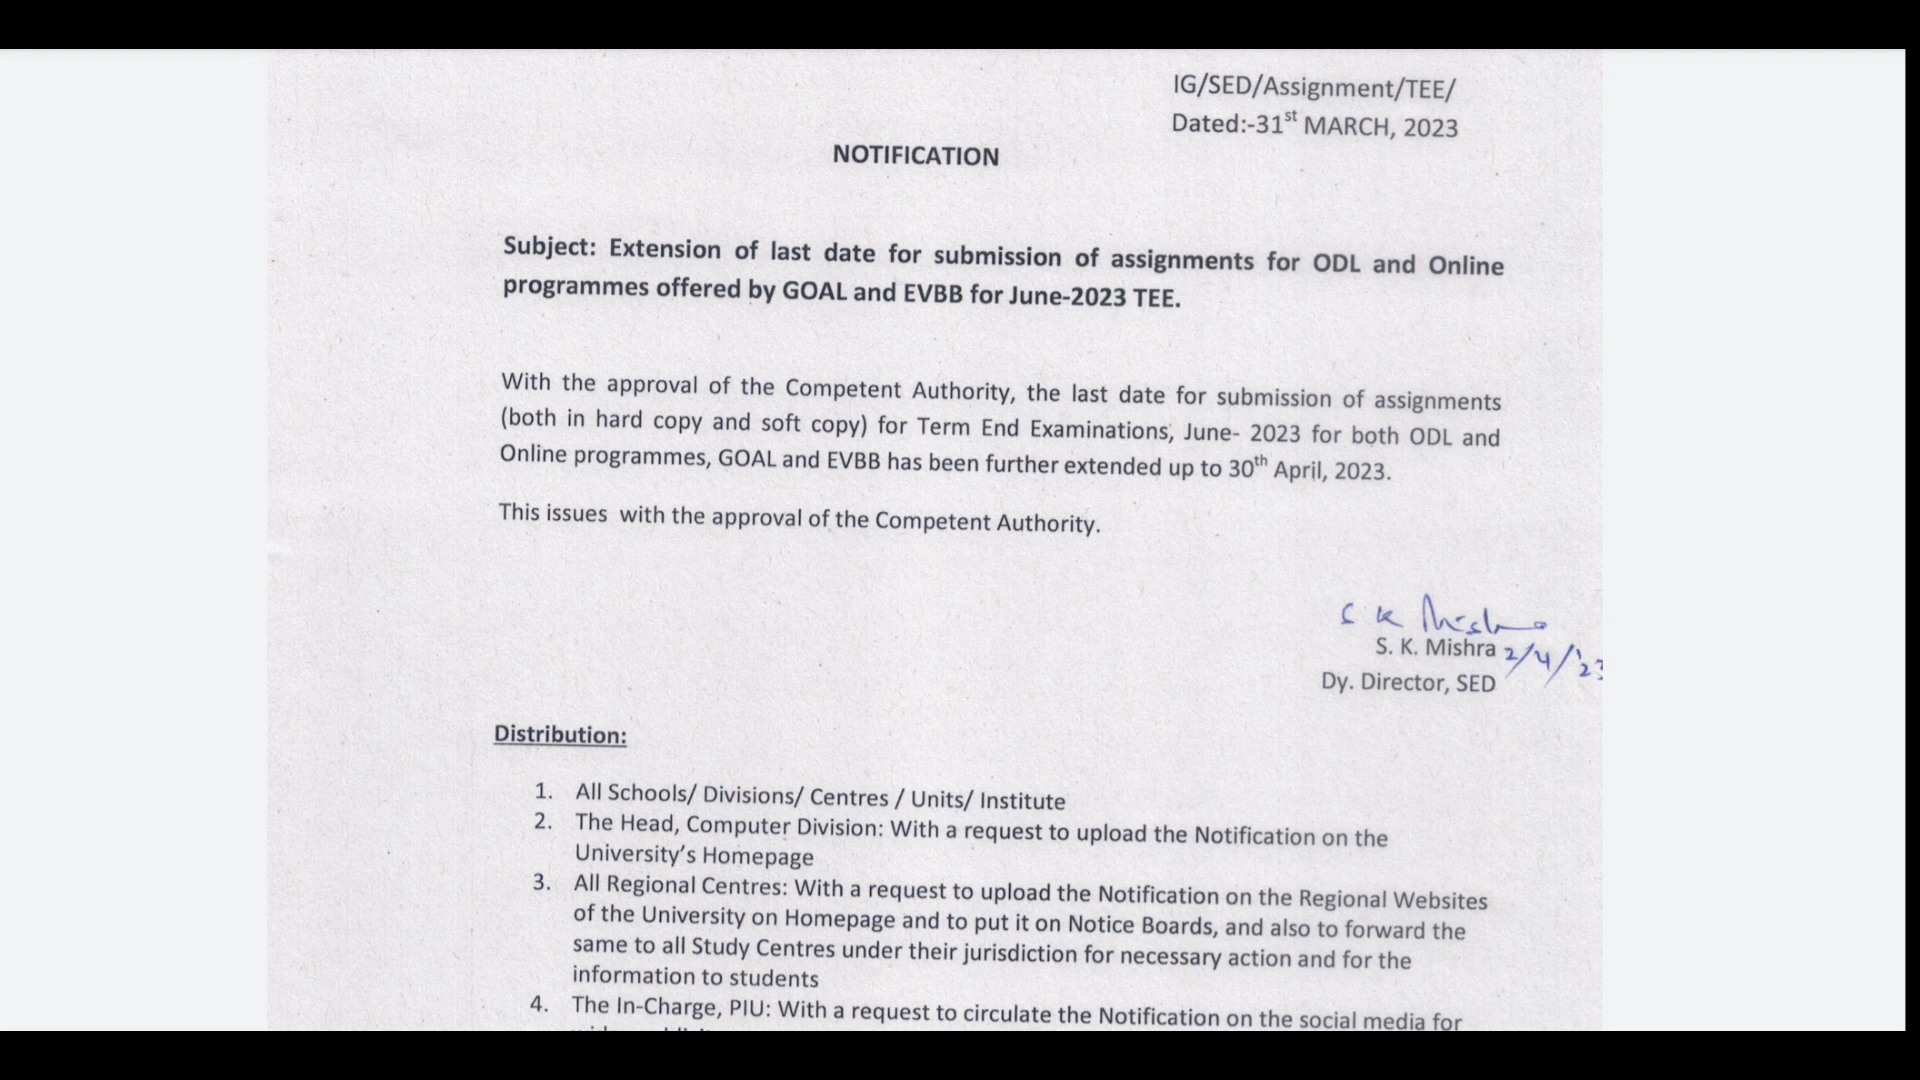 IG/SED/Assignment/TEE/
Dated:-31st MARCH, 2023
NOTIFICATION
Subject: Extension of last date for submission of assignments for ODL and Online
programmes offered by GOAL and EVBB for June-2023 TEE.
With the approval of the Competent Authority, the last date for submission of assignments
(both in hard copy and soft copy) for Term End Examinations, June- 2023 for both ODL and
Online programmes, GOAL and EVBB has been further extended up to 30th April, 2023.
This issues with the approval of the Competent Authority.
S K Mishra
S. K. Mishra 2/4/'23
Dy. Director, SED
Distribution:
1. All Schools/ Divisions/ Centres / Units/ Institute
2. The Head, Computer Division: With a request to upload the Notification on the
University's Homepage
3. All Regional Centres: With a request to upload the Notification on the Regional Websites
of the University on Homepage and to put it on Notice Boards, and also to forward the
same to all Study Centres under their jurisdiction for necessary action and for the
information to students
4. The In-Charge, PIU: With a request to circulate the Notification on the social media for